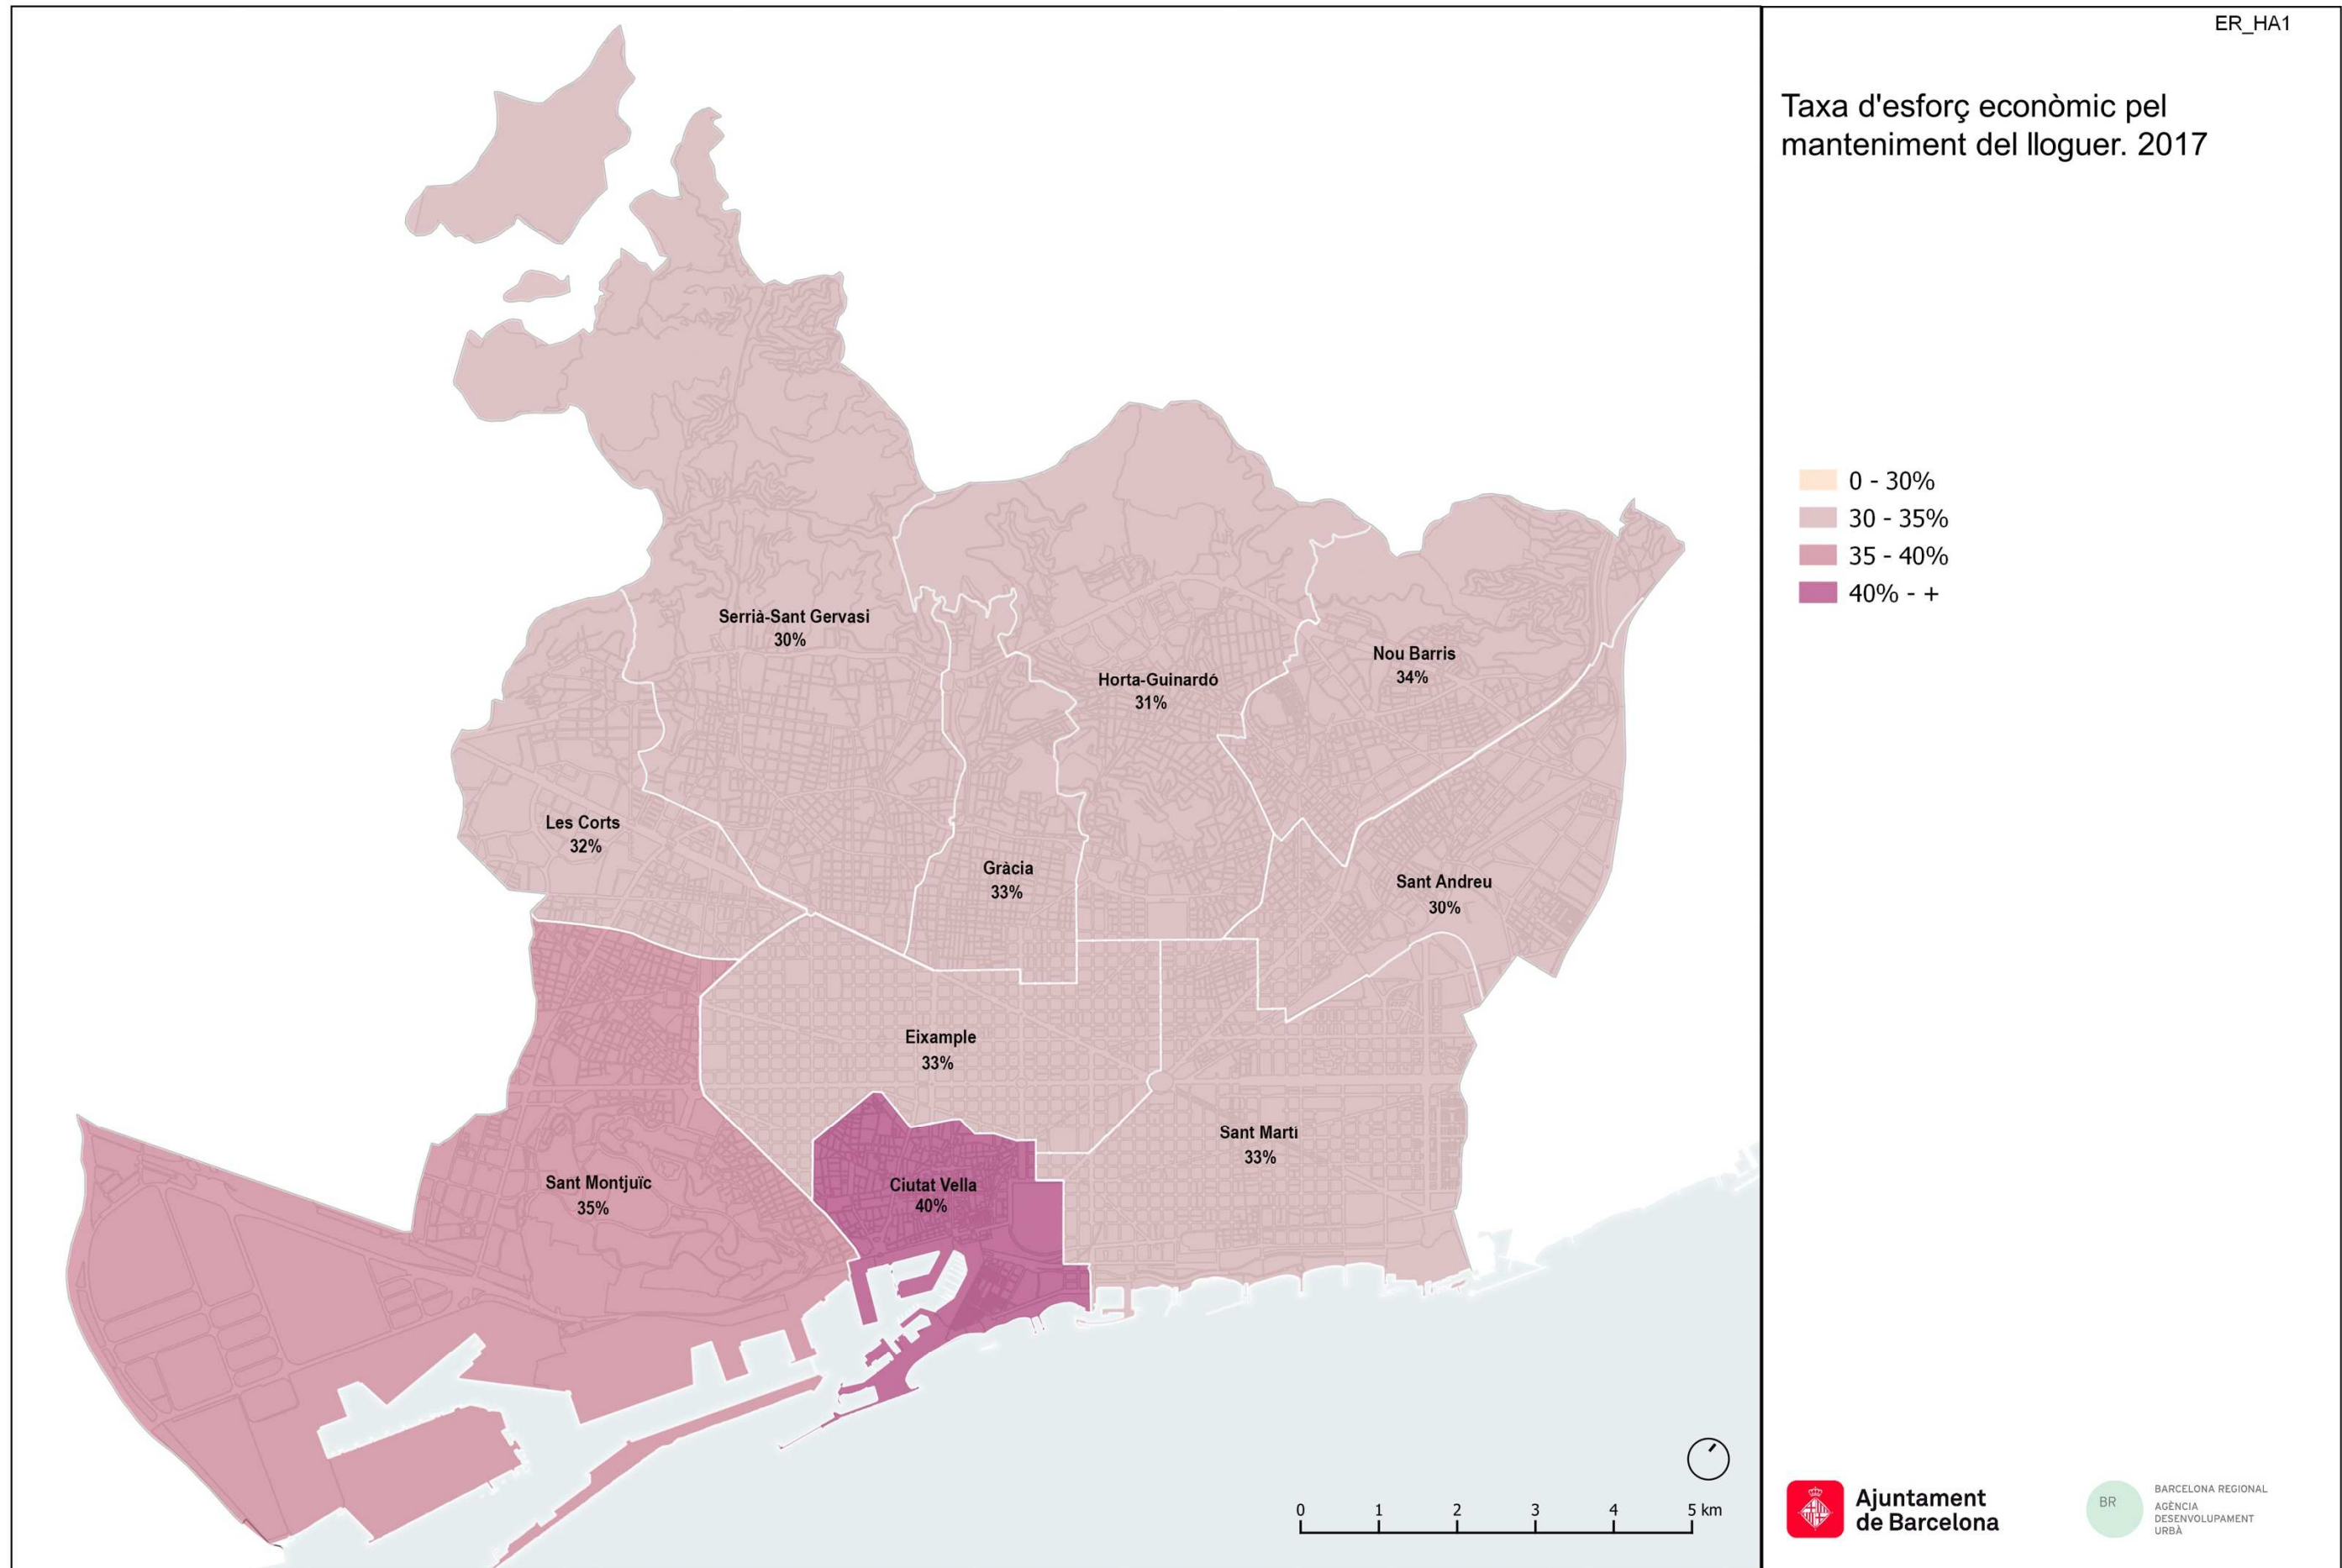 ER_HA1
Taxa d'esforç econòmic pel
manteniment del lloguer. 2017
0 - 30%
30 - 35%
35 - 40%
40% - +
Serrià-Sant Gervasi
30%
Nou Barris
34%
Horta-Guinardó
31%
Les Corts
32%
Gràcia
33%
Sant Andreu
30%
Eixample
33%
Sant Martí
33%
Sant Montjuïc
35%
Ciutat Vella
40%
0 1 2 3 4 5 km
Ajuntament
de Barcelona
BR
BARCELONA REGIONAL
AGÈNCIA
DESENVOLUPAMENT
URBÀ